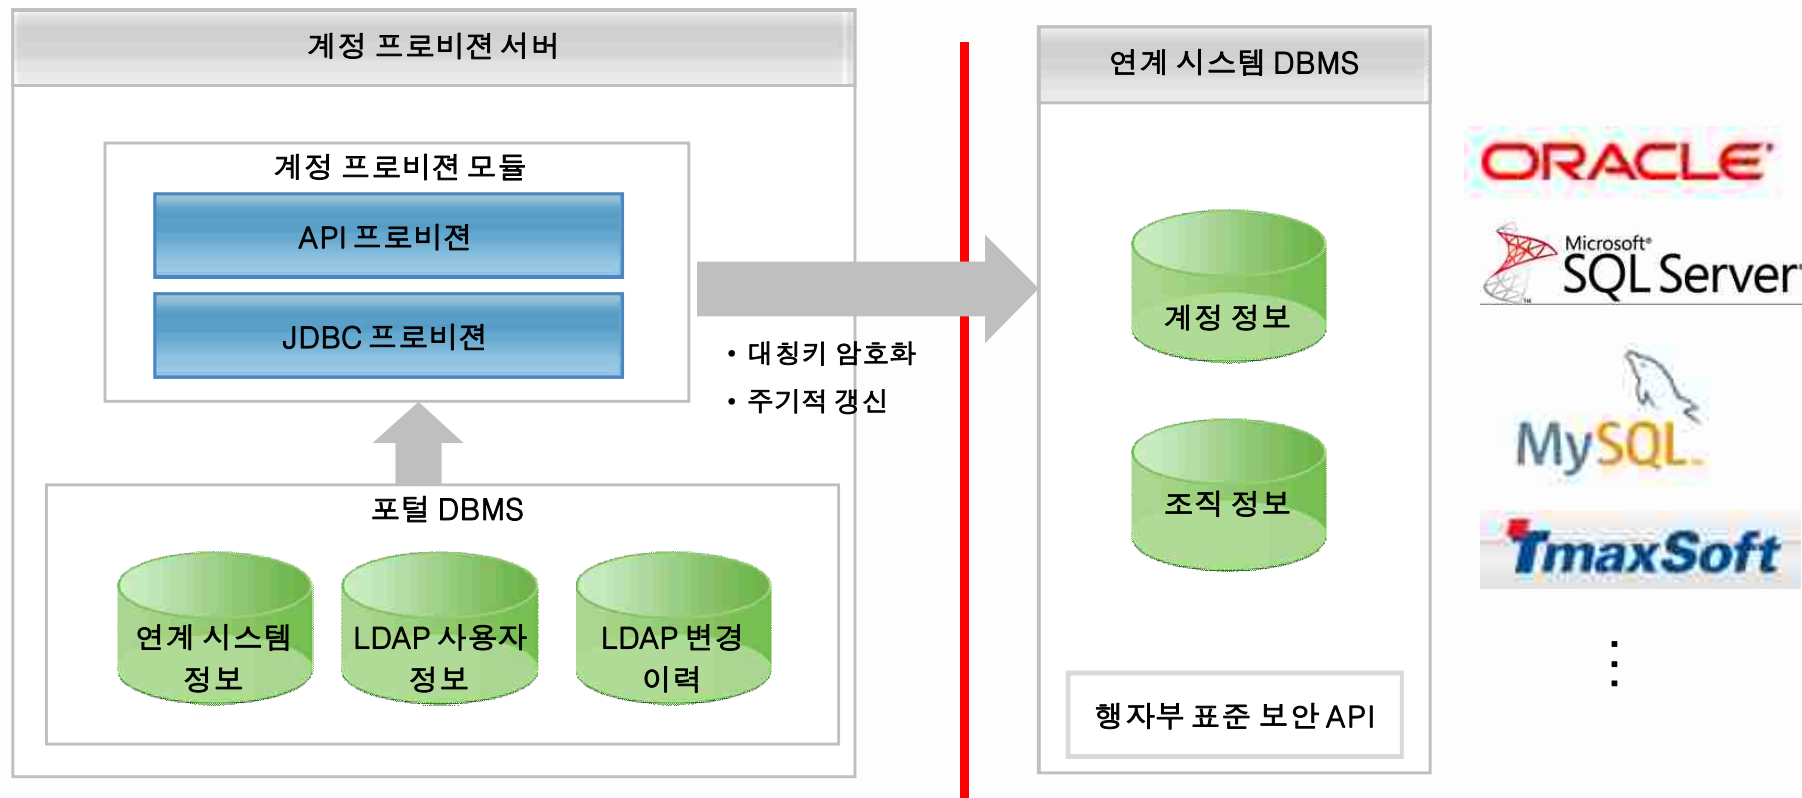 계정 프로비젼 서버
계정 프로비젼 모듈
API 프로비젼
JDBC 프로비젼
• 대칭키 암호화
• 주기적 갱신
포털 DBMS
연계 시스템
정보
LDAP 사용자
정보
LDAP 변경
이력
연계 시스템 DBMS
계정 정보
조직 정보
행자부 표준 보안 API
ORACLE
Microsoft®
SQL Server
MySQL™
TmaxSoft